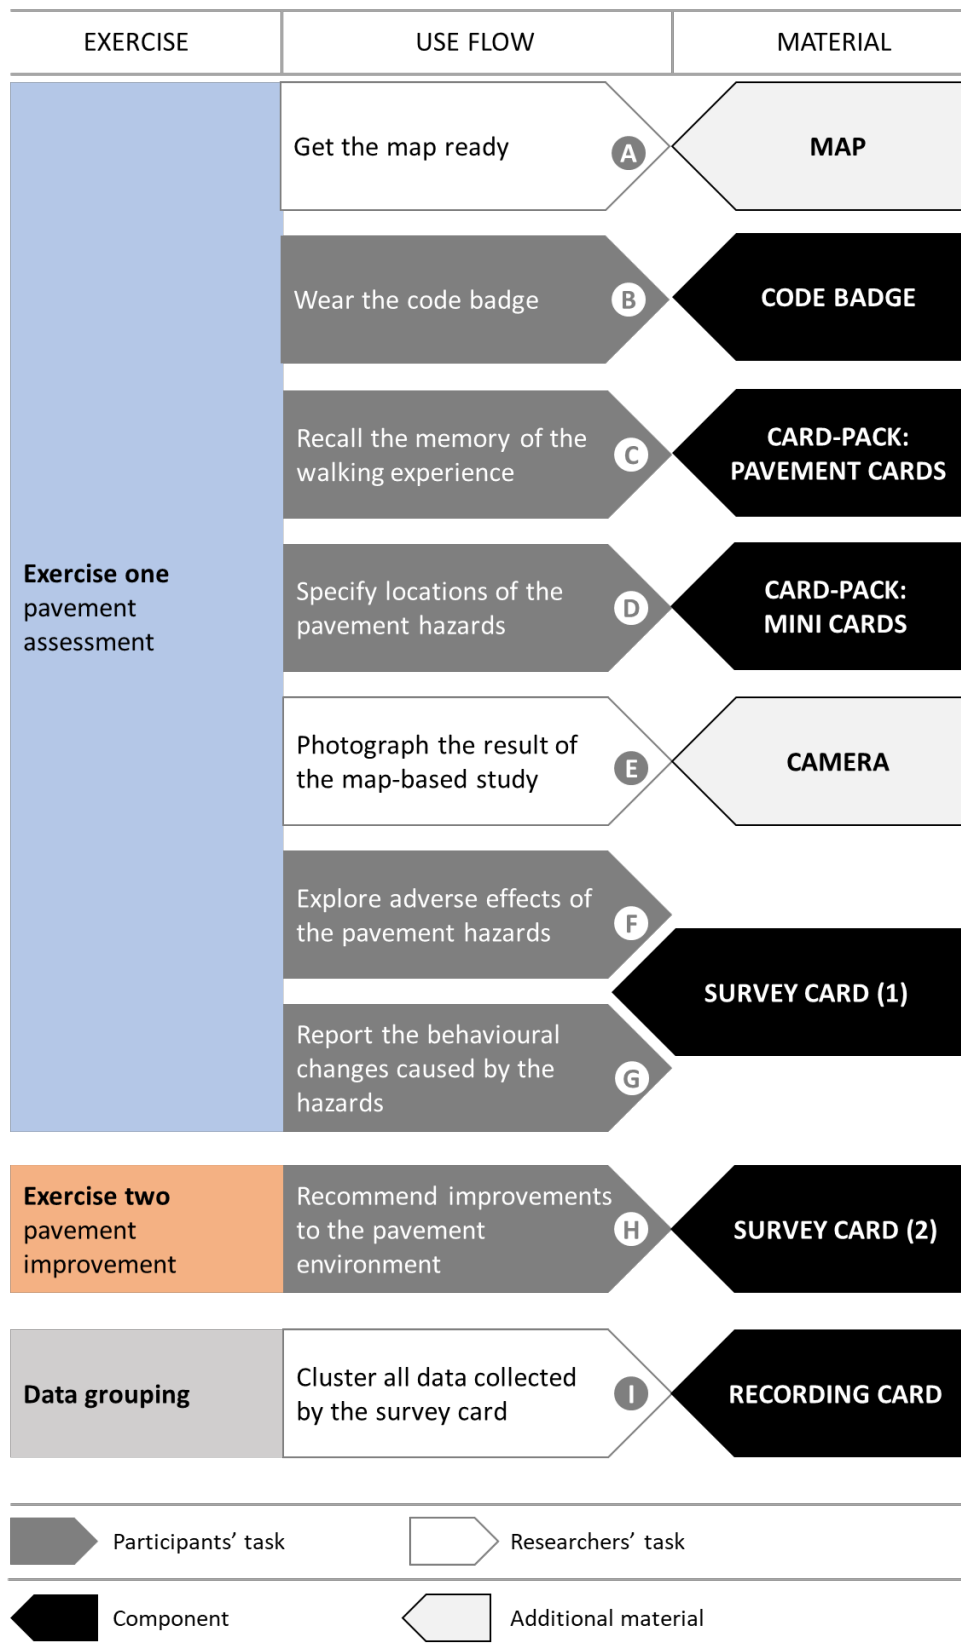 EXERCISE
USE FLOW
MATERIAL
Get the map ready
A
MAP
Wear the code badge
B
CODE BADGE
Recall the memory of the
walking experience
C
CARD-PACK:
PAVEMENT CARDS
Exercise one
pavement
assessment
Specify locations of the
pavement hazards
D
CARD-PACK:
MINI CARDS
Photograph the result of
the map-based study
E
CAMERA
Explore adverse effects of
the pavement hazards
F
SURVEY CARD (1)
Report the behavioural
changes caused by the
hazards
G
Exercise two
pavement
improvement
Recommend improvements
to the pavement
environment
H
SURVEY CARD (2)
Data grouping
Cluster all data collected
by the survey card
I
RECORDING CARD
Participants’ task
Researchers’ task
Component
Additional material